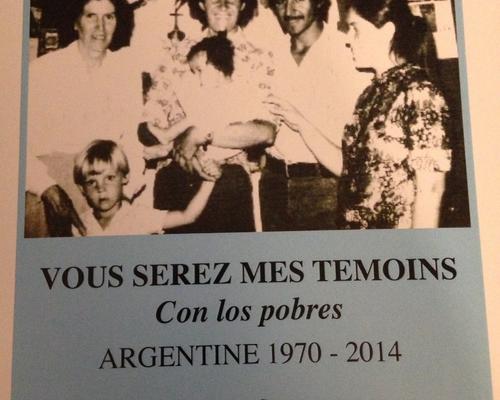 VOUS SEREZ MES TEMOINS
Con los pobres
ARGENTINE 1970 - 2014